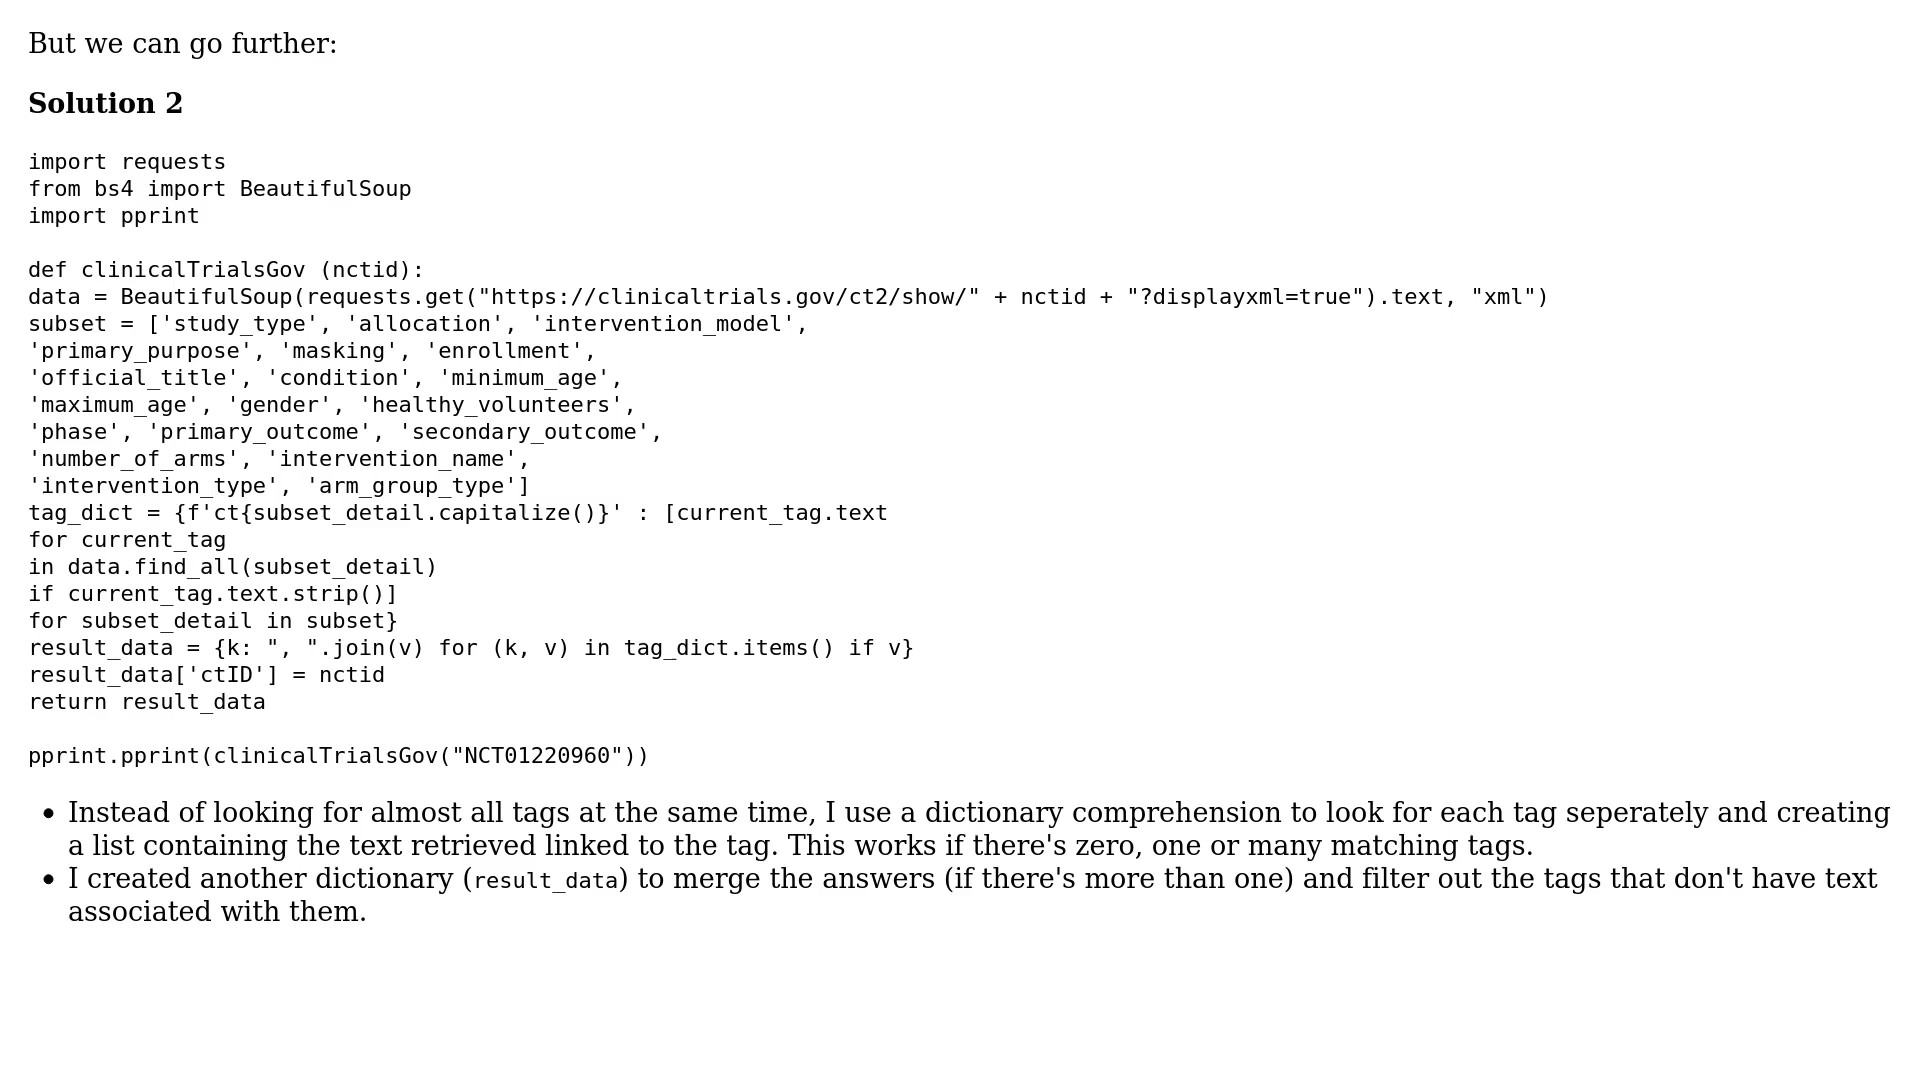 But we can go further:
Solution 2
import requests
from bs4 import BeautifulSoup
import pprint
def clinicalTrialsGov (nctid):
data = BeautifulSoup(requests.get("https://clinicaltrials.gov/ct2/show/" + nctid + "?displayxml=true").text, "xml")
subset = ['study_type', 'allocation', 'intervention_model',
'primary_purpose', 'masking', 'enrollment',
'official_title', 'condition', 'minimum_age',
'maximum_age', 'gender', 'healthy_volunteers',
'phase', 'primary_outcome', 'secondary_outcome',
'number_of_arms', 'intervention_name',
'intervention_type', 'arm_group_type']
tag_dict = {f'ct{subset_detail.capitalize()}' : [current_tag.text
for current_tag
in data.find_all(subset_detail)
if current_tag.text.strip()]
for subset_detail in subset}
result_data = {k: ", ".join(v) for (k, v) in tag_dict.items() if v}
result_data['ctID'] = nctid
return result_data
pprint.pprint(clinicalTrialsGov("NCT01220960"))
• Instead of looking for almost all tags at the same time, I use a dictionary comprehension to look for each tag seperately and creating
a list containing the text retrieved linked to the tag. This works if there's zero, one or many matching tags.
• I created another dictionary (result_data) to merge the answers (if there's more than one) and filter out the tags that don't have text
associated with them.